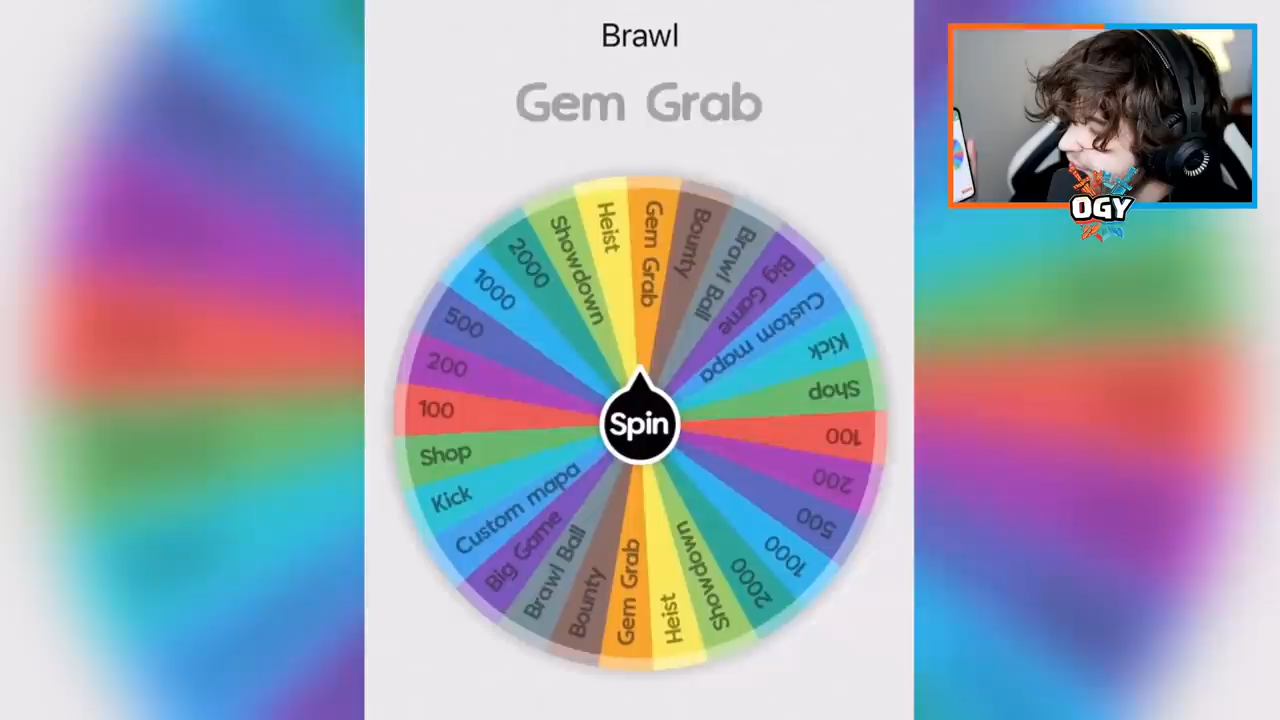 Brawl
Gem Grab
Gem Grab
Bounty
Brawl Ball
Big Game
Custom mapa
Kick
Shop
100
200
500
1000
2000
Showdown
Heist
Gem Grab
Bounty
Brawl Ball
Big Game
Custom mapa
Kick
Shop
100
200
500
1000
2000
Showdown
Heist
Spin
OGY